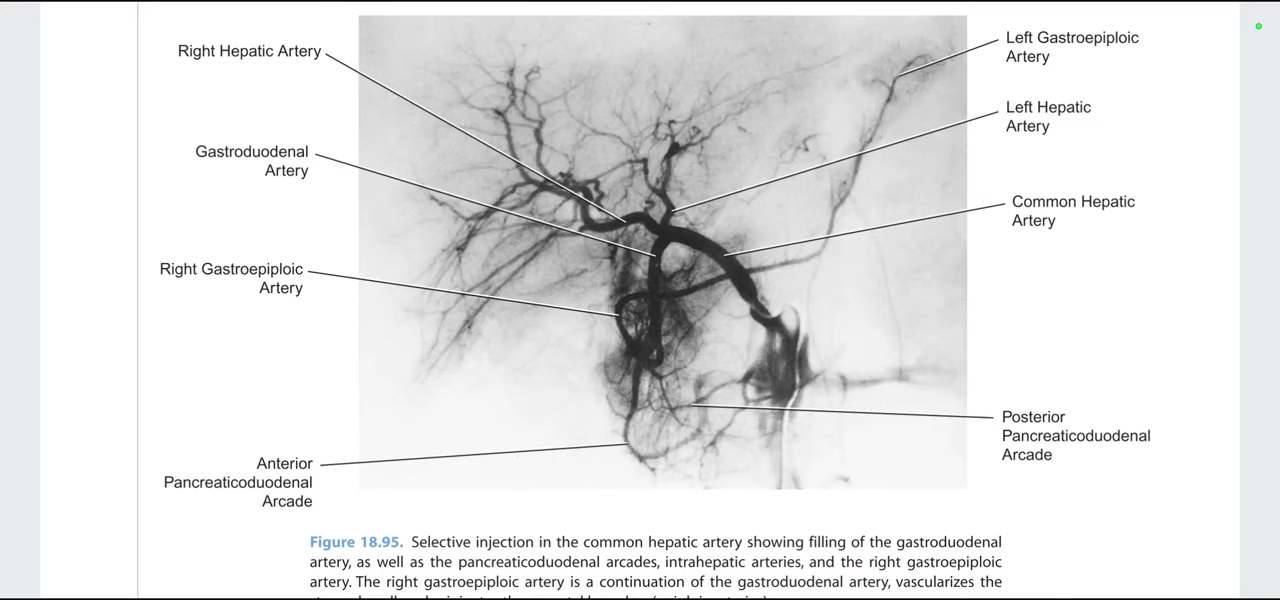 Right Hepatic Artery
Gastroduodenal
Artery
Right Gastroepiploic
Artery
Anterior
Pancreaticoduodenal
Arcade
Left Gastroepiploic
Artery
Left Hepatic
Artery
Common Hepatic
Artery
Posterior
Pancreaticoduodenal
Arcade
Figure 18.95. Selective injection in the common hepatic artery showing filling of the gastroduodenal
artery, as well as the pancreaticoduodenal arcades, intrahepatic arteries, and the right gastroepiploic
artery. The right gastroepiploic artery is a continuation of the gastroduodenal artery, vascularizes the